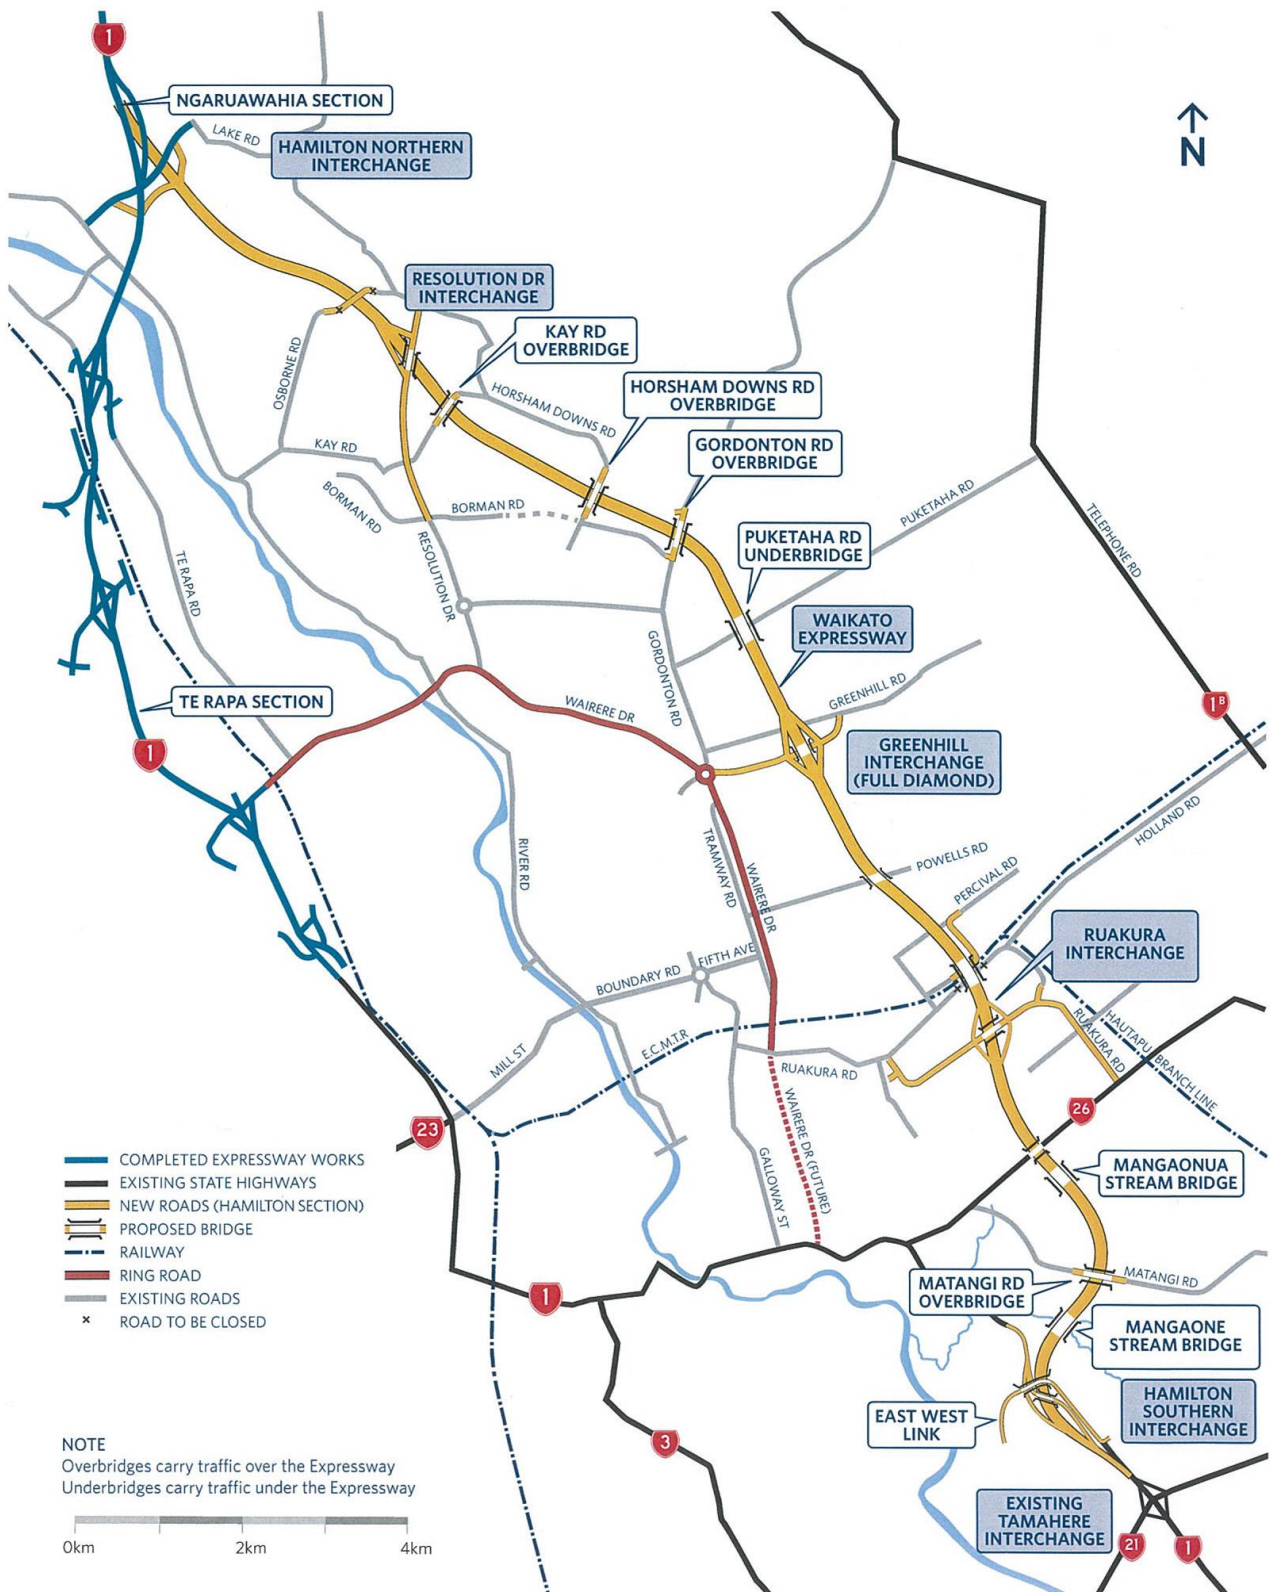 1
NGARUAWAHIA SECTION
LAKE RD
HAMILTON NORTHERN
INTERCHANGE
N
RESOLUTION DR
INTERCHANGE
KAY RD
OVERBRIDGE
OSBORNE RD
HORSHAM DOWNS RD
HORSHAM DOWNS RD
OVERBRIDGE
KAY RD
GORDONTON RD
OVERBRIDGE
BORMAN RD
BORMAN RD
PUKETAHA RD
TELEPHONE RD
RESOLUTION DR
PUKETAHA RD
UNDERBRIDGE
TE RAPA RD
WAIKATO
EXPRESSWAY
GORDONTON RD
GREENHILL RD
TE RAPA SECTION
WAIRERE DR
1B
1
GREENHILL
INTERCHANGE
(FULL DIAMOND)
HOLLAND RD
RIVER RD
TRAMWAY RD
WAIRERE DR
POWELLS RD
PERCIVAL RD
RUAKURA
INTERCHANGE
FIFTH AVE
BOUNDARY RD
MILL ST
E.C.M.T.R
RUAKURA RD
RUAKURA RD
HAUTAPU BRANCH LINE
WAIRERE DR (FUTURE)
26
23
GALLOWAY ST
MANGAONUA
STREAM BRIDGE
COMPLETED EXPRESSWAY WORKS
EXISTING STATE HIGHWAYS
NEW ROADS (HAMILTON SECTION)
PROPOSED BRIDGE
RAILWAY
RING ROAD
EXISTING ROADS
× ROAD TO BE CLOSED
1
MATANGI RD
MATANGI RD
OVERBRIDGE
MANGAONE
STREAM BRIDGE
HAMILTON
SOUTHERN
INTERCHANGE
EAST WEST
LINK
3
NOTE
Overbridges carry traffic over the Expressway
Underbridges carry traffic under the Expressway
0km 2km 4km
EXISTING
TAMAHERE
INTERCHANGE
21
1